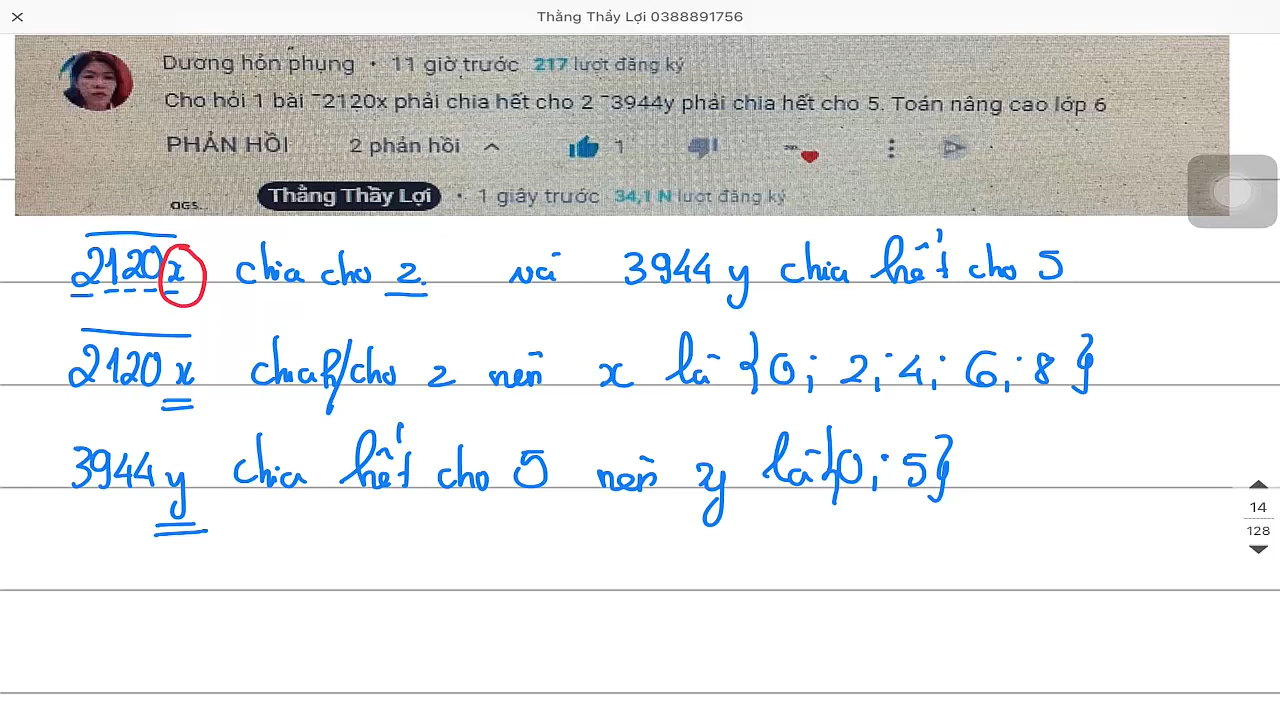 Thằng Thầy Lợi 0388891756
Dương hồn phụng • 11 giờ trước 217 lượt đăng ký
Cho hỏi 1 bài ¯2120x phải chia hết cho 2 ¯3944y phải chia hết cho 5. Toán nâng cao lớp 6
PHẢN HỒI 2 phản hồi 1
Thằng Thầy Lợi • 1 giây trước 34,1 N lượt đăng ký
2120x chia cho 2. và 3944y chia hết cho 5
2120x chia h/cho 2 nên x là {0; 2; 4; 6; 8}
3944y chia hết cho 5 nên y là {0; 5}
14
128